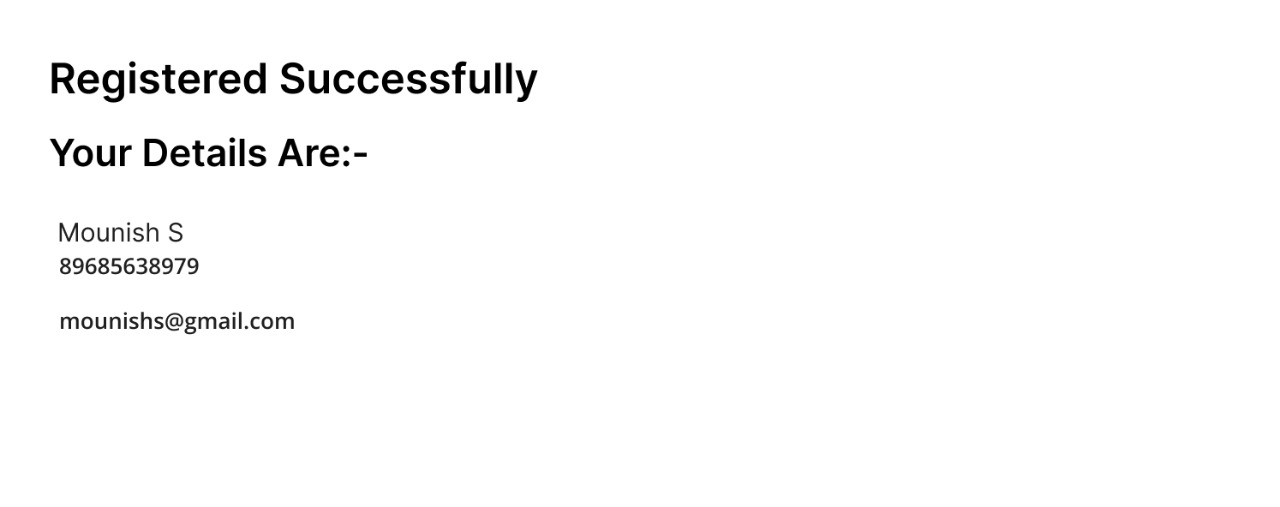 Registered Successfully
Your Details Are:-
Mounish S
89685638979
mounishs@gmail.com